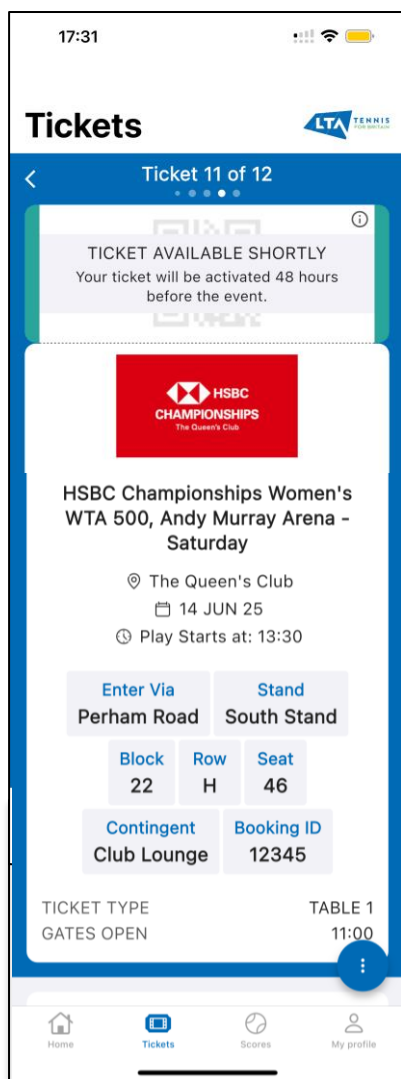 17:31
Tickets
LTA TENNIS
FOR BRITAIN
Ticket 11 of 12
TICKET AVAILABLE SHORTLY
Your ticket will be activated 48 hours
before the event.
HSBC
CHAMPIONSHIPS
The Queen's Club
HSBC Championships Women's
WTA 500, Andy Murray Arena -
Saturday
The Queen's Club
14 JUN 25
Play Starts at: 13:30
Enter Via Stand
Perham Road South Stand
Block Row Seat
22 H 46
Contingent Booking ID
Club Lounge 12345
TICKET TYPE TABLE 1
GATES OPEN 11:00
Home Tickets Scores My profile